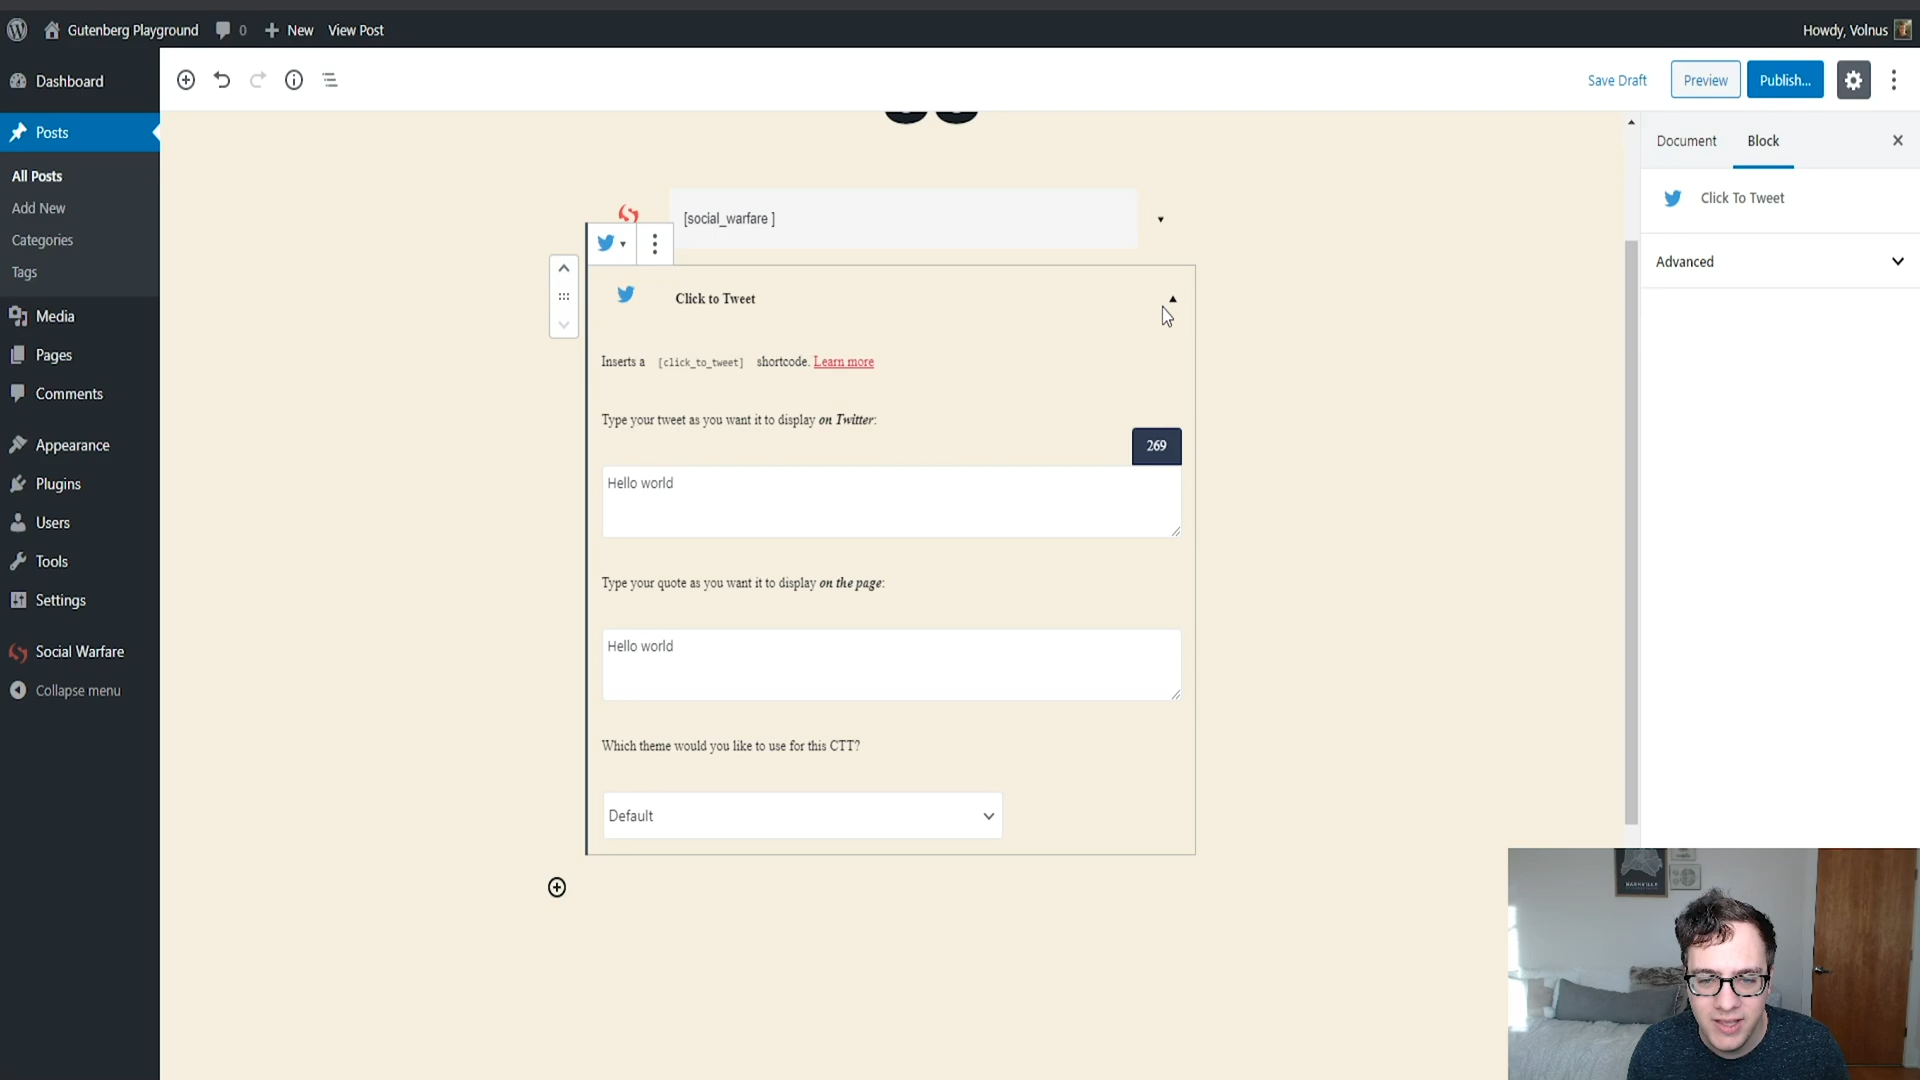 Gutenberg Playground
0
New
View Post
Howdy, Volnus
Dashboard
Posts
All Posts
Add New
Categories
Tags
Media
Pages
Comments
Appearance
Plugins
Users
Tools
Settings
Social Warfare
Collapse menu
Save Draft
Preview
Publish...
[social_warfare ]
Click to Tweet
Inserts a [click_to_tweet] shortcode. Learn more
Type your tweet as you want it to display on Twitter:
269
Hello world
Type your quote as you want it to display on the page:
Hello world
Which theme would you like to use for this CTT?
Default
Document
Block
Click To Tweet
Advanced
NASHVILLE